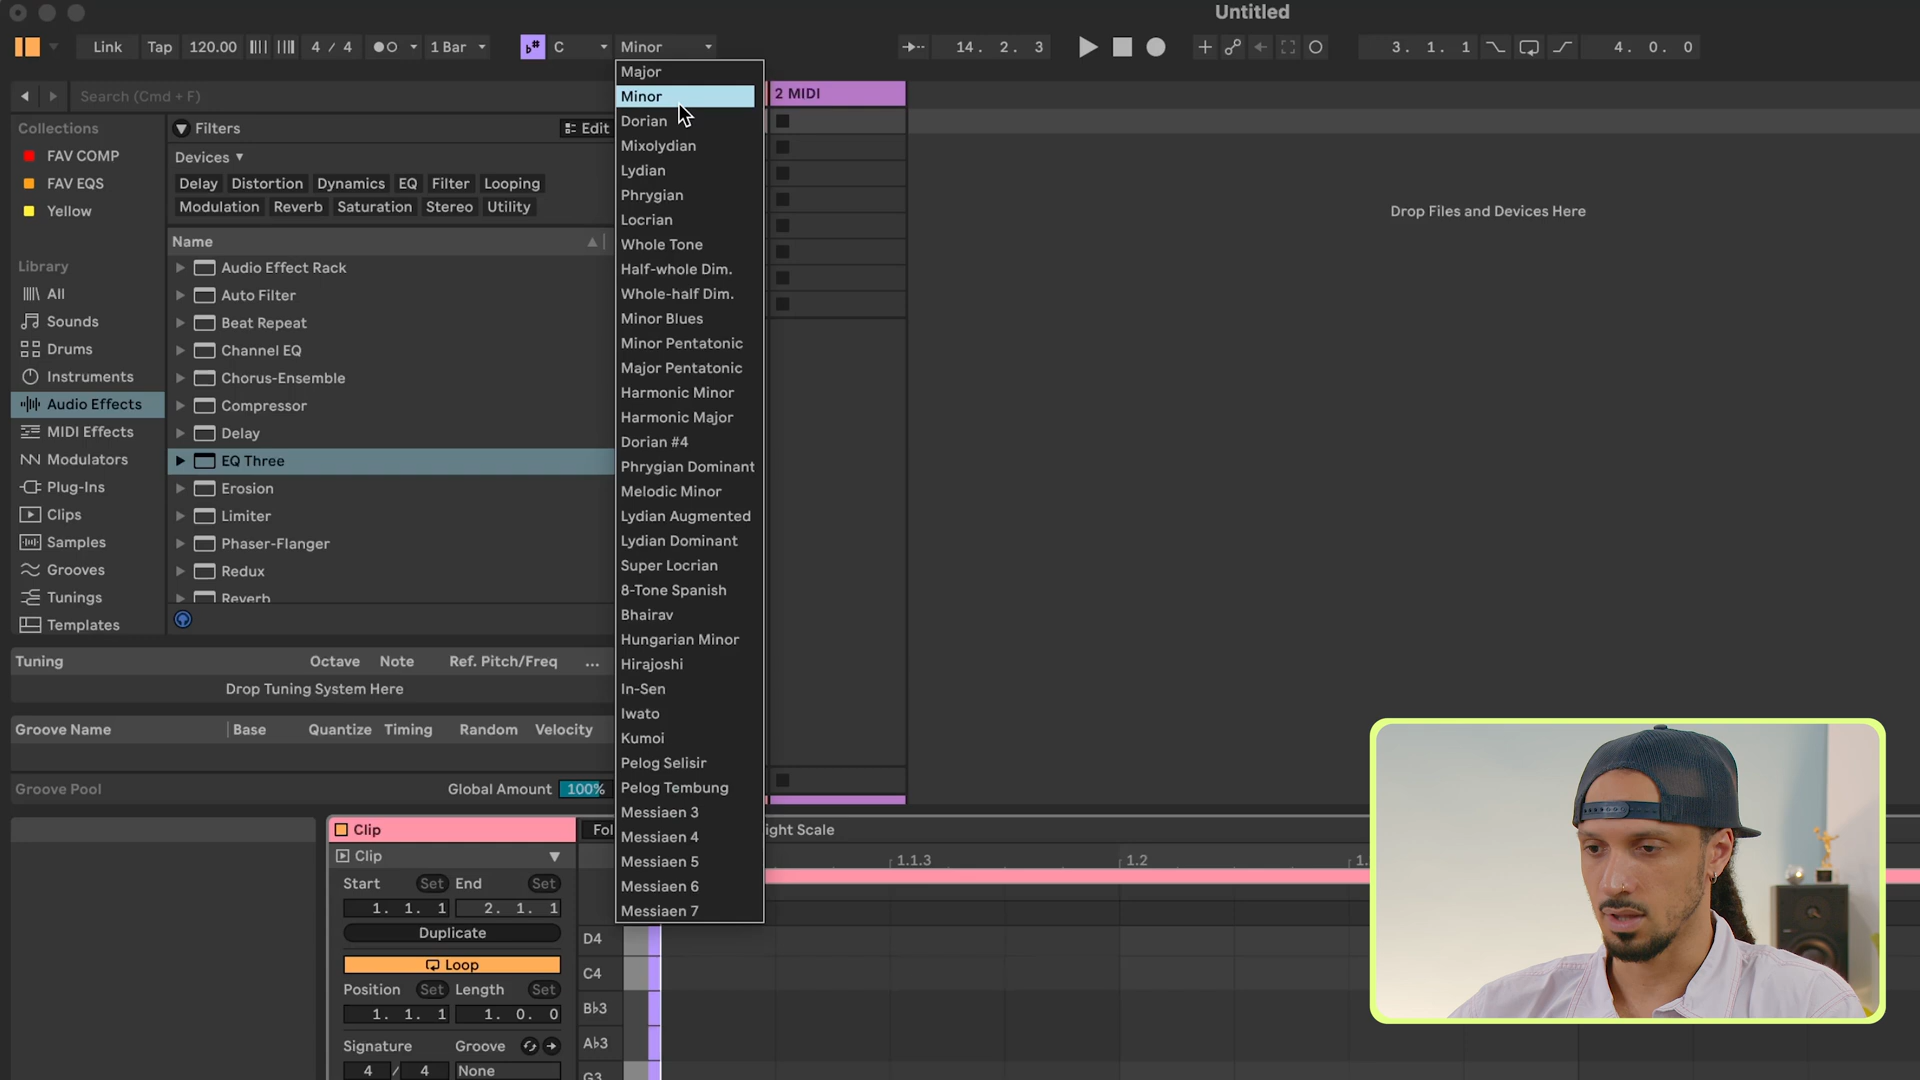 Untitled
Link Tap 120.00 4 / 4 1 Bar C Minor 14. 2. 3 3. 1. 1 4. 0. 0
Search (Cmd + F)
Collections
FAV COMP
FAV EQS
Yellow
Library
All
Sounds
Drums
Instruments
Audio Effects
MIDI Effects
Modulators
Plug-Ins
Clips
Samples
Grooves
Tunings
Templates
Filters Edit
Devices
Delay Distortion Dynamics EQ Filter Looping
Modulation Reverb Saturation Stereo Utility
Name
Audio Effect Rack
Auto Filter
Beat Repeat
Channel EQ
Chorus-Ensemble
Compressor
Delay
EQ Three
Erosion
Limiter
Phaser-Flanger
Redux
Reverb
Major
Minor
Dorian
Mixolydian
Lydian
Phrygian
Locrian
Whole Tone
Half-whole Dim.
Whole-half Dim.
Minor Blues
Minor Pentatonic
Major Pentatonic
Harmonic Minor
Harmonic Major
Dorian #4
Phrygian Dominant
Melodic Minor
Lydian Augmented
Lydian Dominant
Super Locrian
8-Tone Spanish
Bhairav
Hungarian Minor
Hirajoshi
In-Sen
Iwato
Kumoi
Pelog Selisir
Pelog Tembung
Messiaen 3
Messiaen 4
Messiaen 5
Messiaen 6
Messiaen 7
2 MIDI
Drop Files and Devices Here
Tuning Octave Note Ref. Pitch/Freq ...
Drop Tuning System Here
Groove Name Base Quantize Timing Random Velocity
Groove Pool Global Amount 100%
Clip
Clip
Start Set End Set
1. 1. 1 2. 1. 1
Duplicate
Loop
Position Set Length Set
1. 1. 1 1. 0. 0
Signature Groove
4 / 4 None
Fol ight Scale
1.1.3 1.2 1.
D4
C4
B♭3
A♭3
G3